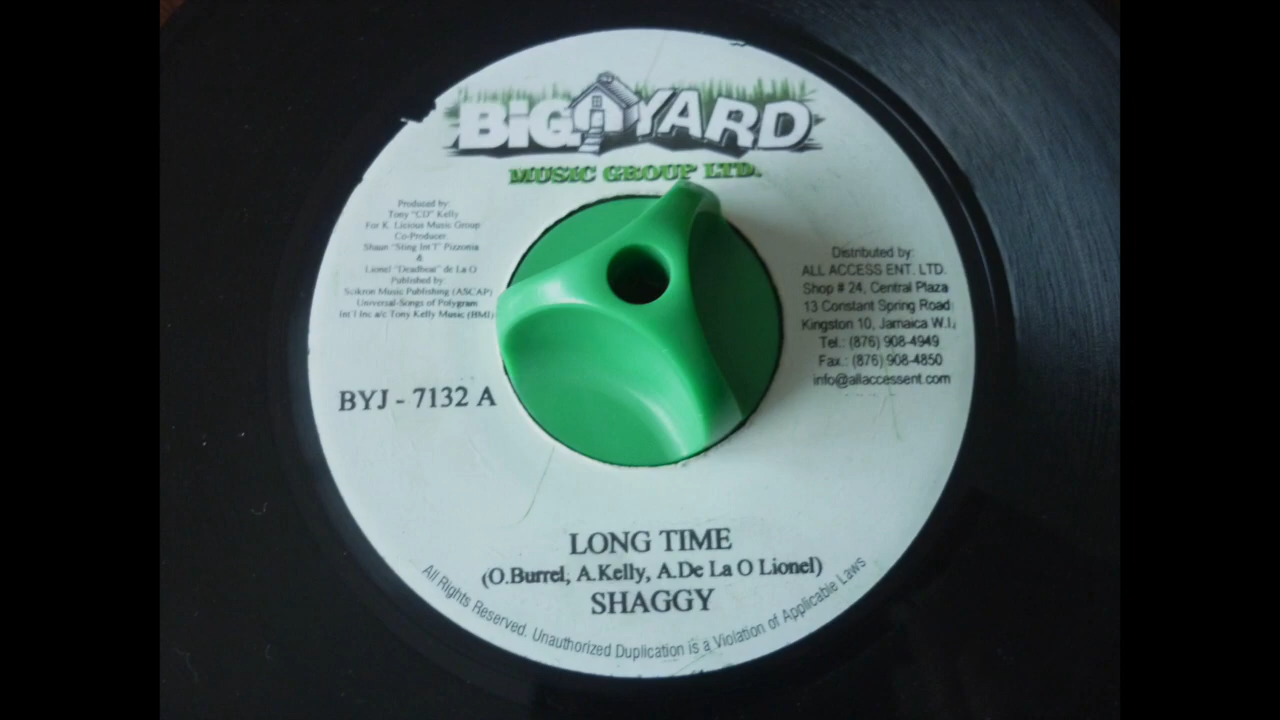 BIG YARD
MUSIC GROUP LTD.
Produced by:
Tony "CD" Kelly
For K. Licious Music Group
Co-Producer
Shaun "Sting Int'l" Pizzonia
&
Lionel "Deadbeat" de La O
Published by:
Scikron Music Publishing (ASCAP)
Universal-Songs of Polygram
Int'l Inc a/c Tony Kelly Music (BMI)
Distributed by:
ALL ACCESS ENT. LTD.
Shop # 24, Central Plaza
13 Constant Spring Road
Kingston 10, Jamaica W.I.
Tel.: (876) 908-4949
Fax.: (876) 908-4850
info@allaccessent.com
BYJ - 7132 A
LONG TIME
(O.Burrel, A.Kelly, A.De La O Lionel)
SHAGGY
All Rights Reserved. Unauthorized Duplication is a Violation of Applicable Laws